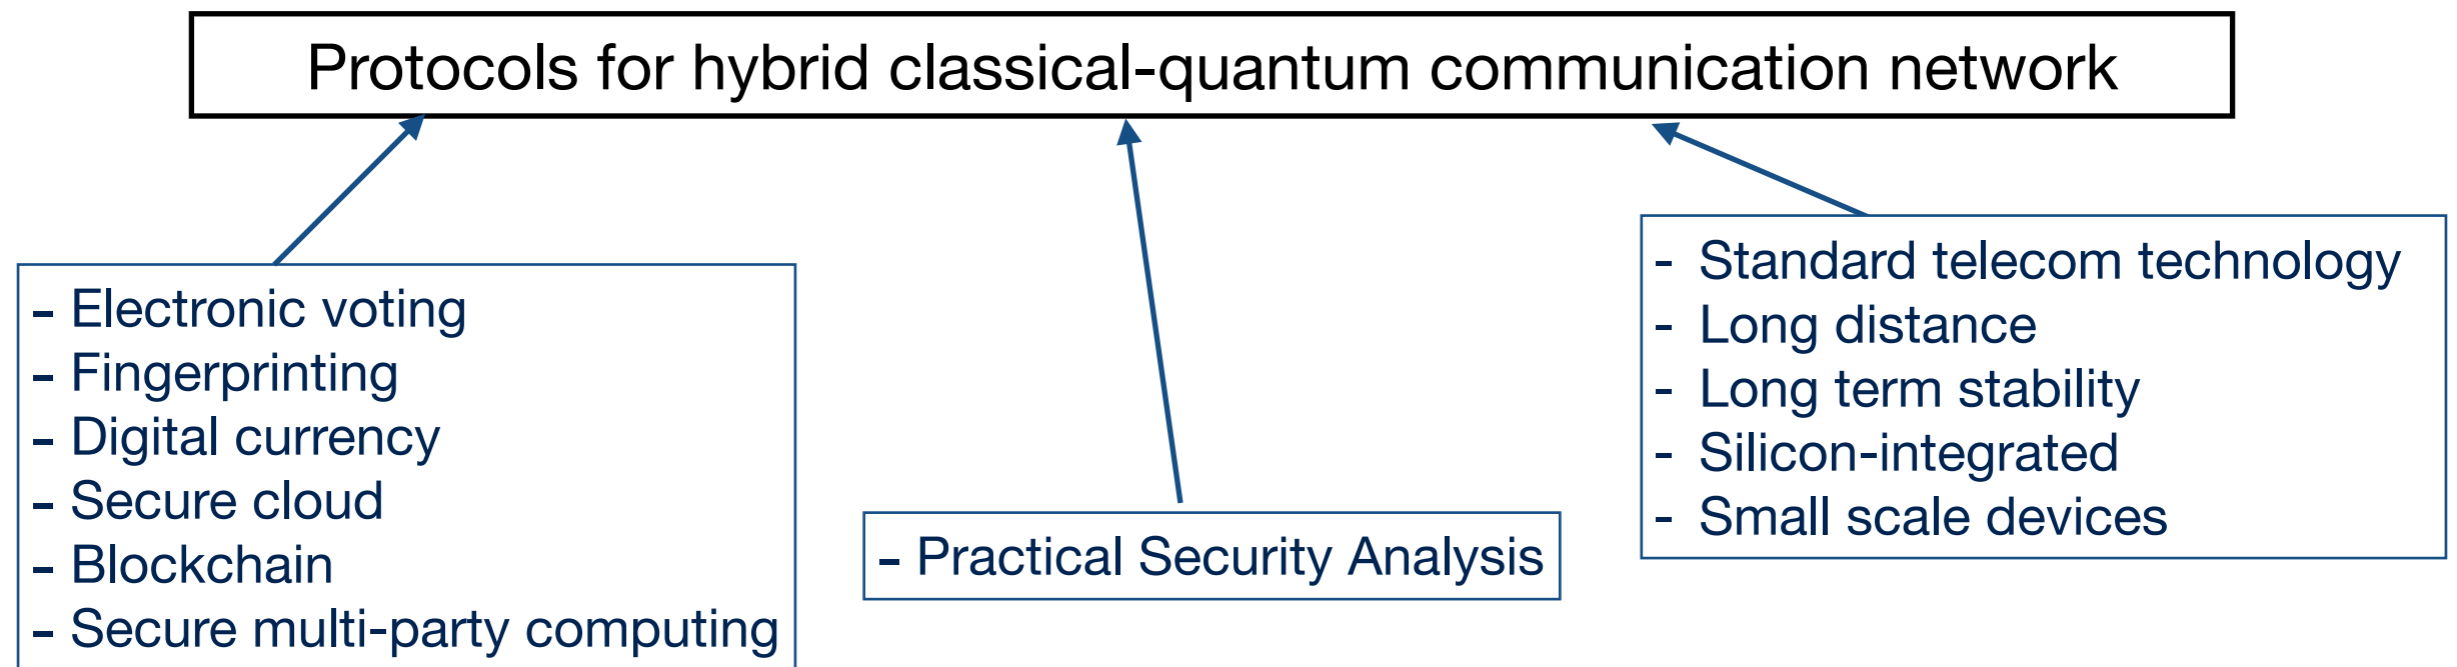 Protocols for hybrid classical-quantum communication network
- Electronic voting
- Fingerprinting
- Digital currency
- Secure cloud
- Blockchain
- Secure multi-party computing
- Practical Security Analysis
- Standard telecom technology
- Long distance
- Long term stability
- Silicon-integrated
- Small scale devices